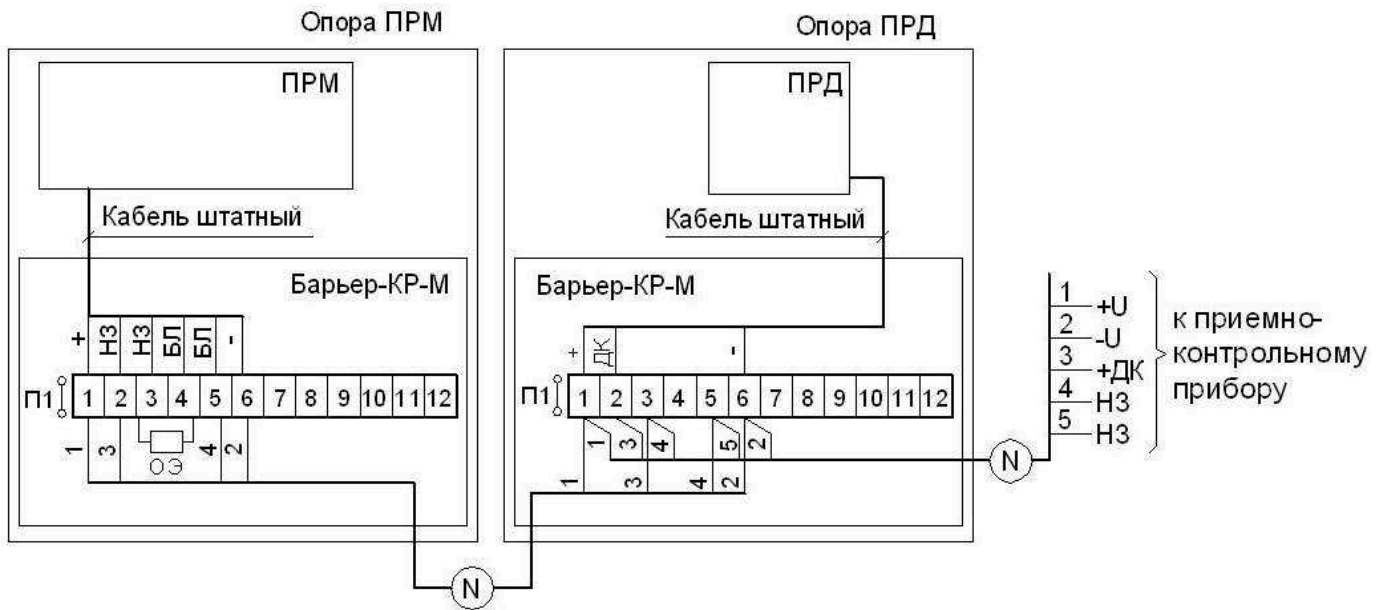 Опора ПРМ
Опора ПРД
ПРМ
ПРД
Кабель штатный
Кабель штатный
Барьер-КР-М
Барьер-КР-М
+ НЗ НЗ БЛ БЛ -
+ ДК -
П1 1 2 3 4 5 6 7 8 9 10 11 12
П1 1 2 3 4 5 6 7 8 9 10 11 12
1 3 ОЭ 4 2
1 3 4 5 2
1 3 4 2
N
N
1 +U
2 -U
3 +ДК
4 НЗ
5 НЗ
к приемно-
контрольному
прибору